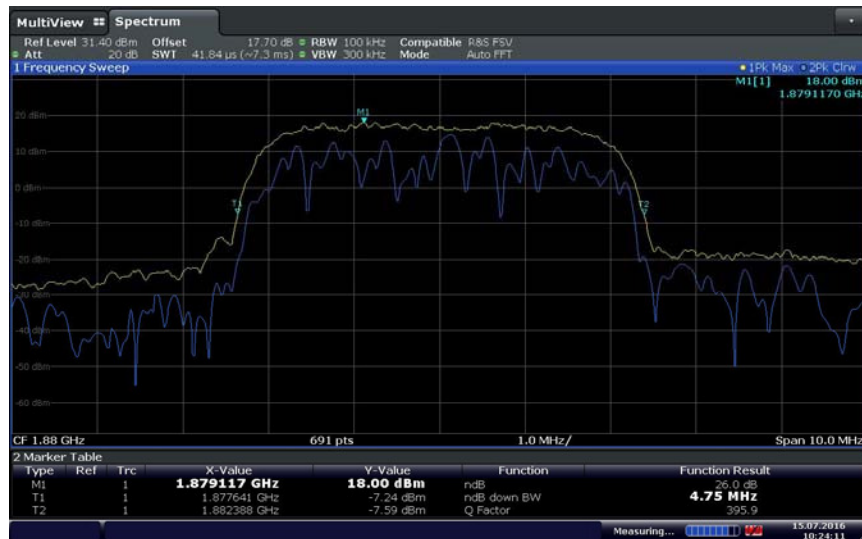 MultiView Spectrum
Ref Level 31.40 dBm Offset 17.70 dB RBW 100 kHz Compatible R&S FSV
Att 20 dB SWT 41.84 µs (~7.3 ms) VBW 300 kHz Mode Auto FFT
1 Frequency Sweep 1Pk Max 2Pk Clrw
M1[1] 18.00 dBm
1.8791170 GHz
M1
20 dBm
10 dBm
0 dBm
T1 T2
-10 dBm
-20 dBm
-30 dBm
-40 dBm
-50 dBm
-60 dBm
CF 1.88 GHz 691 pts 1.0 MHz/ Span 10.0 MHz
2 Marker Table
Type Ref Trc X-Value Y-Value Function Function Result
M1 1 1.879117 GHz 18.00 dBm ndB 26.0 dB
T1 1 1.877641 GHz -7.24 dBm ndB down BW 4.75 MHz
T2 1 1.882388 GHz -7.59 dBm Q Factor 395.9
Measuring... 15.07.2016
10:24:11